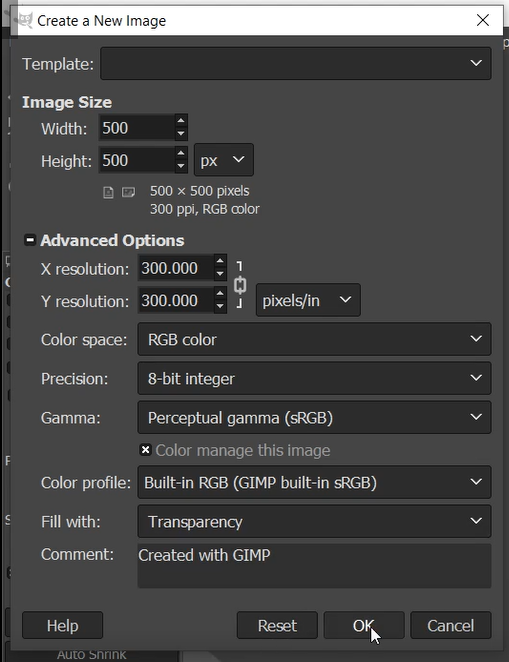 Create a New Image
Template:
Image Size
Width: 500
Height: 500 px
500 × 500 pixels
300 ppi, RGB color
Advanced Options
X resolution: 300.000
Y resolution: 300.000 pixels/in
Color space: RGB color
Precision: 8-bit integer
Gamma: Perceptual gamma (sRGB)
Color manage this image
Color profile: Built-in RGB (GIMP built-in sRGB)
Fill with: Transparency
Comment: Created with GIMP
Help Reset OK Cancel
Auto Shrink